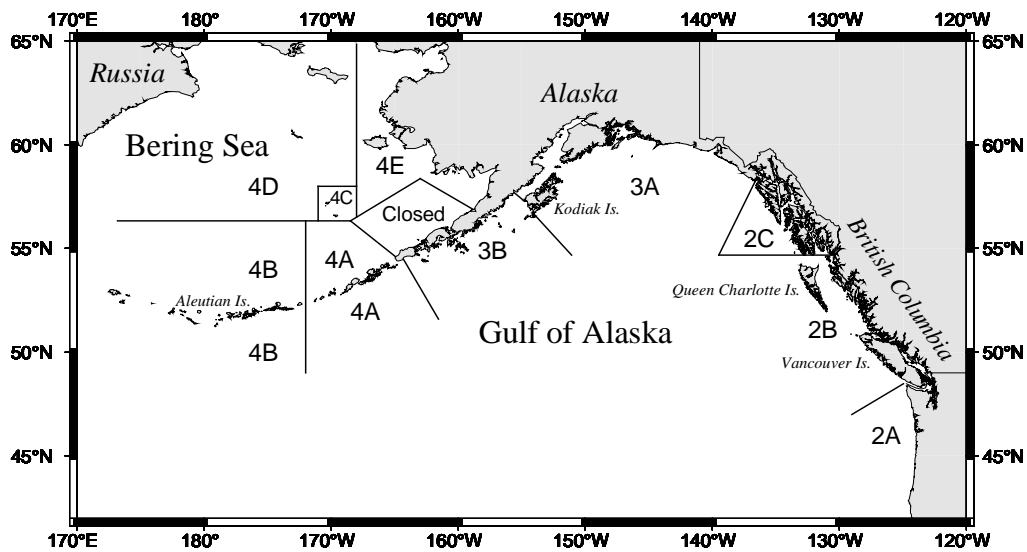 170°E 180° 170°W 160°W 150°W 140°W 130°W 120°W
65°N 65°N
Russia
Alaska
Bering Sea
60°N 60°N
4E
4D
4C
3A
Closed
Kodiak Is.
2C
3B
British Columbia
55°N 55°N
4A
4B
Queen Charlotte Is.
Aleutian Is.
4A
Gulf of Alaska
2B
4B
50°N 50°N
Vancouver Is.
2A
45°N 45°N
170°E 180° 170°W 160°W 150°W 140°W 130°W 120°W